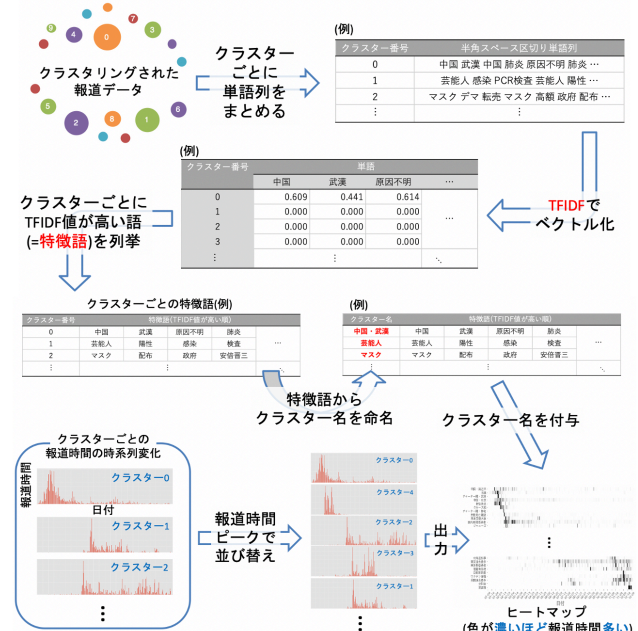 9
4
0
7
3
クラスタリングされた
報道データ
5
2
8
1
6
クラスター
ごとに
単語列を
まとめる
(例)
クラスター番号 半角スペース区切り単語列
0 中国 武漢 中国 肺炎 原因不明 肺炎 …
1 芸能人 感染 PCR検査 芸能人 陽性 …
2 マスク デマ 転売 マスク 高額 政府 配布 …
⋮ ⋮
TFIDFで
ベクトル化
(例)
クラスター番号 単語
中国 武漢 原因不明 …
0 0.609 0.441 0.614
1 0.000 0.000 0.000 …
2 0.000 0.000 0.000
3 0.000 0.000 0.000
⋮ ⋮ ⋱
クラスターごとに
TFIDF値が高い語
(=特徴語)を列挙
クラスターごとの特徴語(例)
クラスター番号 特徴語(TFIDF値が高い順)
0 中国 武漢 原因不明 肺炎
1 芸能人 陽性 感染 検査 …
2 マスク 配布 政府 安倍晋三
⋮ ⋮ ⋱
(例)
クラスター名 特徴語(TFIDF値が高い順)
中国・武漢 中国 武漢 原因不明 肺炎
芸能人 芸能人 陽性 感染 検査 …
マスク マスク 配布 政府 安倍晋三
⋮ ⋮ ⋱
特徴語から
クラスター名を命名
クラスター名を付与
クラスターごとの
報道時間の時系列変化
報道時間
クラスター0
日付
クラスター1
クラスター2
⋮
報道時間
ピークで
並び替え
クラスター0
クラスター4
クラスター2
クラスター3
クラスター1
⋮
出力
⋮
ヒートマップ
(色が濃いほど報道時間多い)